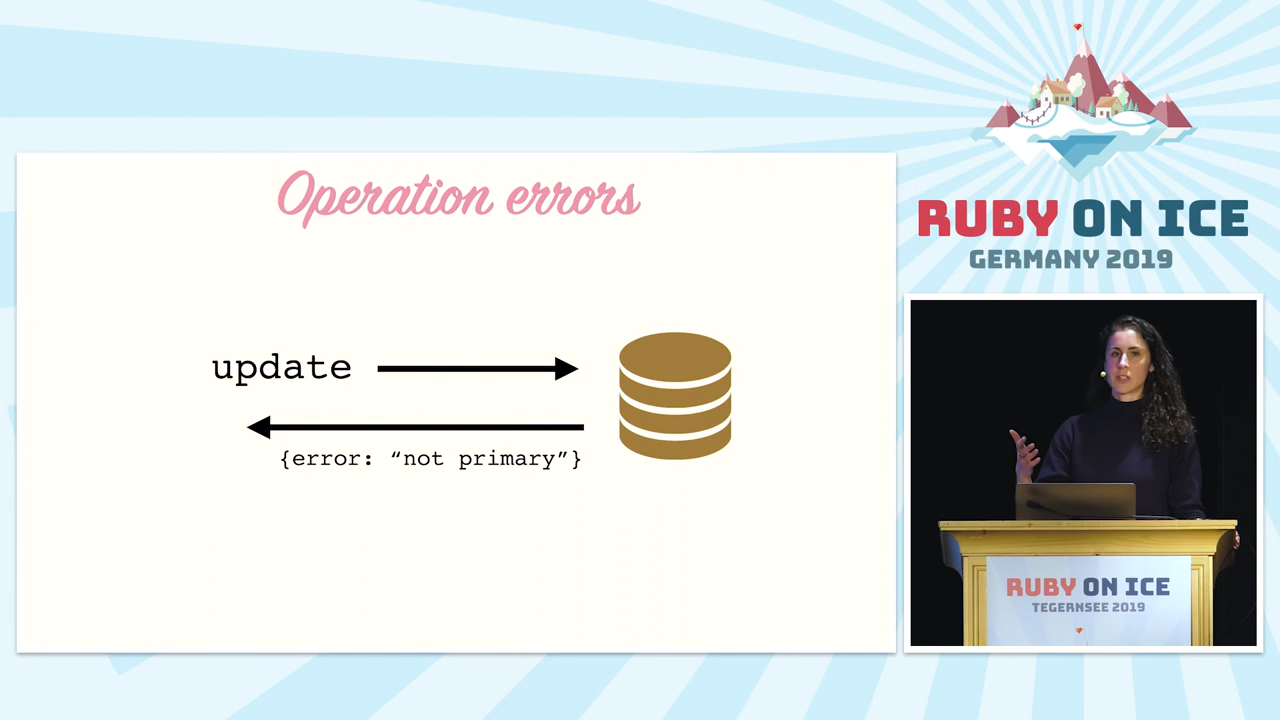 Operation errors
update
{error: “not primary”}
RUBY ON ICE
GERMANY 2019
RUBY ON ICE
TEGERNSEE 2019